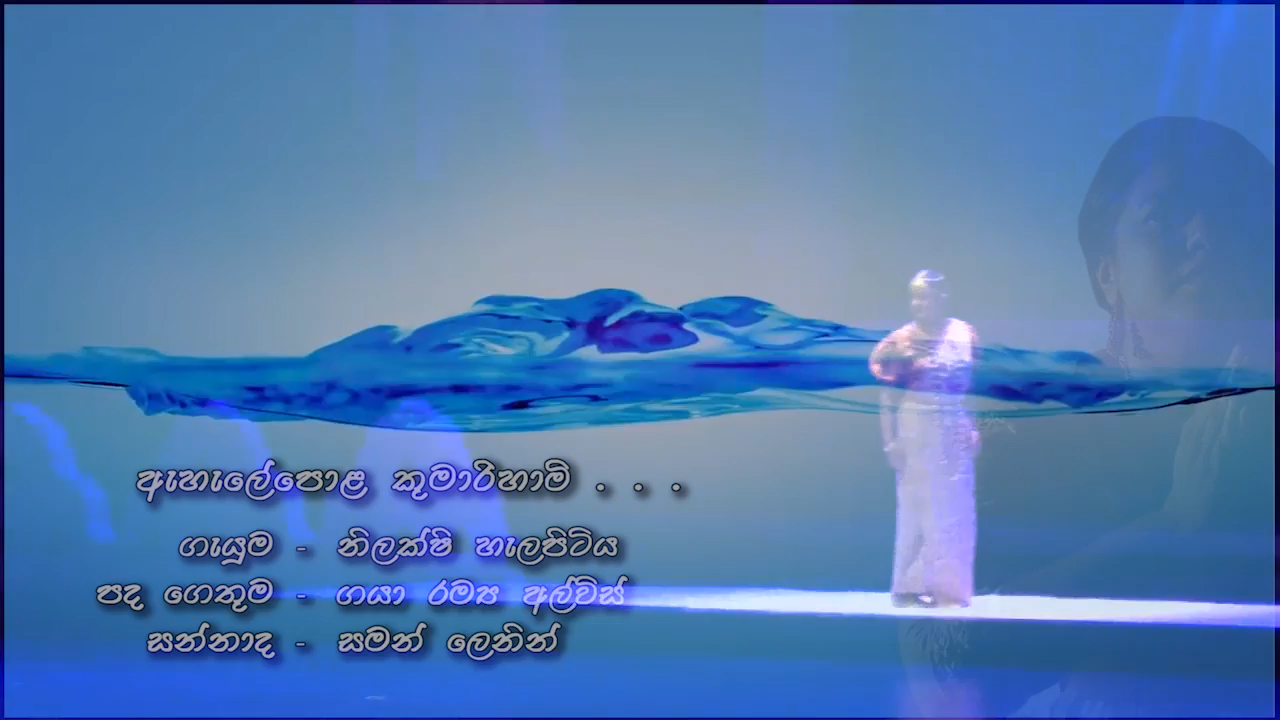 ඇහැලේපොළ කුමාරිහාමි . . .
ගැයුම - නිලක්ෂි හැලපිටිය
පද ගෙතූම - ගයා රම්‍ය අල්විස්
සන්නාද - සමන් ලෙනින්